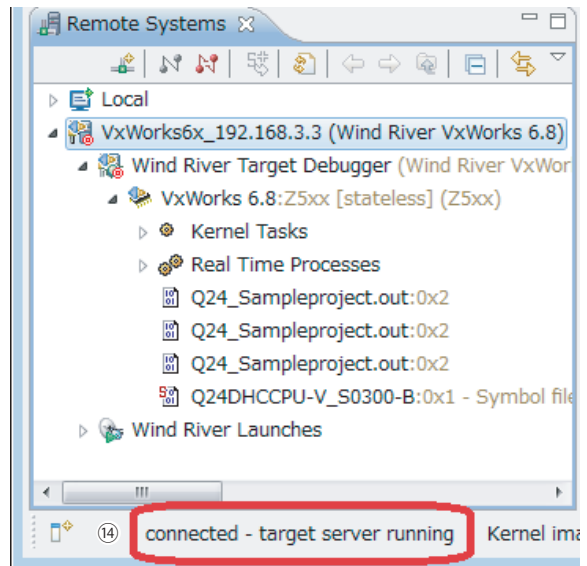 Remote Systems
Local
VxWorks6x_192.168.3.3 (Wind River VxWorks 6.8)
Wind River Target Debugger (Wind River VxWor
VxWorks 6.8:Z5xx [stateless] (Z5xx)
Kernel Tasks
Real Time Processes
Q24_Sampleproject.out:0x2
Q24_Sampleproject.out:0x2
Q24_Sampleproject.out:0x2
Q24DHCCPU-V_S0300-B:0x1 - Symbol file
Wind River Launches
⑭ connected - target server running Kernel ima